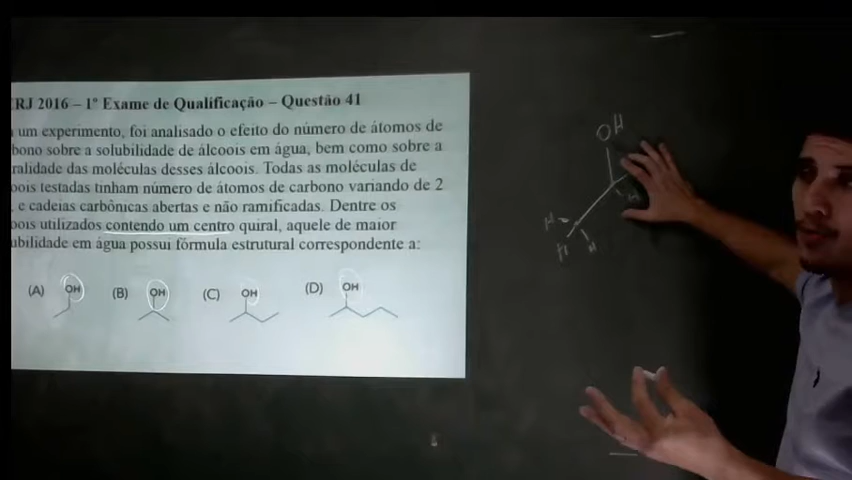 ERJ 2016 – 1º Exame de Qualificação – Questão 41
um experimento, foi analisado o efeito do número de átomos de
bono sobre a solubilidade de álcoois em água, bem como sobre a
ralidade das moléculas desses álcoois. Todas as moléculas de
oois testadas tinham número de átomos de carbono variando de 2
, e cadeias carbônicas abertas e não ramificadas. Dentre os
oois utilizados contendo um centro quiral, aquele de maior
ubilidade em água possui fórmula estrutural correspondente a:
(A) OH (B) OH (C) OH (D) OH
OH
H
H
H
H